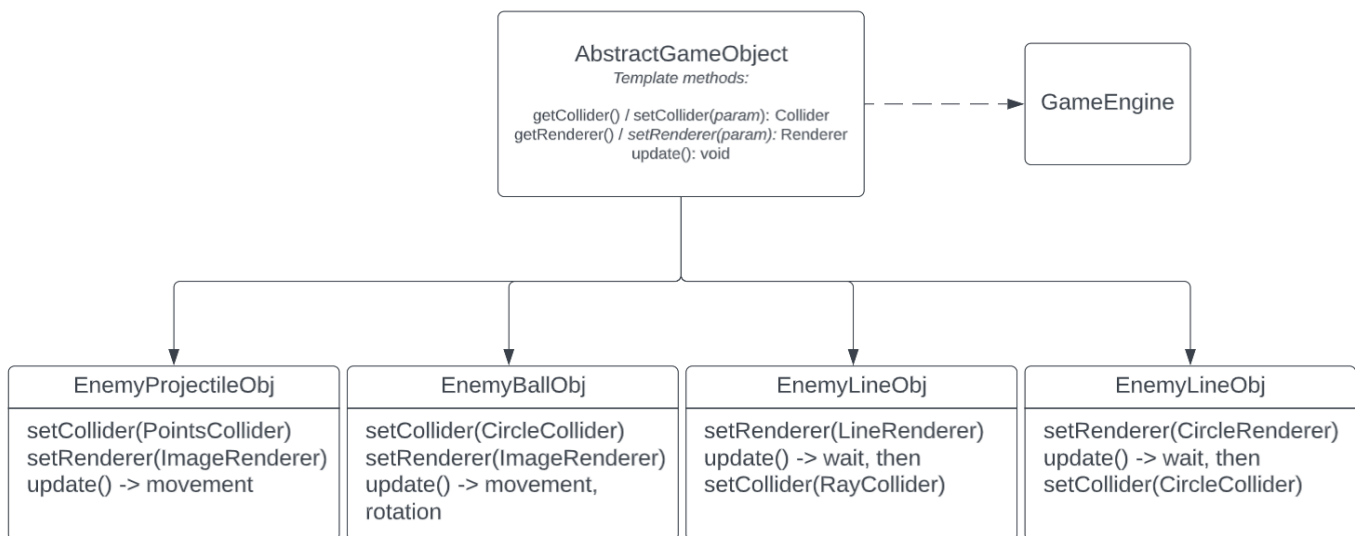 AbstractGameObject
Template methods:
getCollider() / setCollider(param): Collider
getRenderer() / setRenderer(param): Renderer
update(): void
GameEngine
EnemyProjectileObj
setCollider(PointsCollider)
setRenderer(ImageRenderer)
update() -> movement
EnemyBallObj
setCollider(CircleCollider)
setRenderer(ImageRenderer)
update() -> movement,
rotation
EnemyLineObj
setRenderer(LineRenderer)
update() -> wait, then
setCollider(RayCollider)
EnemyLineObj
setRenderer(CircleRenderer)
update() -> wait, then
setCollider(CircleCollider)